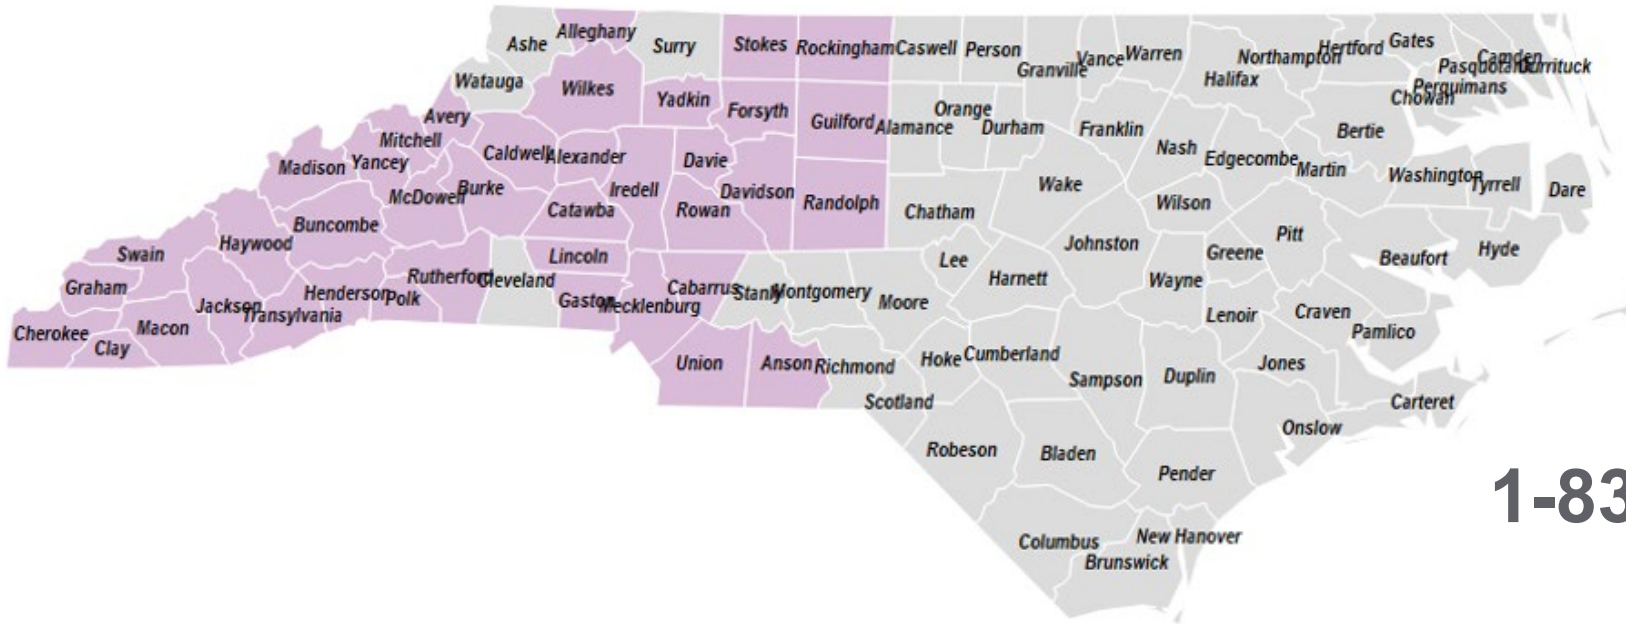 Alleghany
Ashe
Surry
Stokes
Rockingham
Caswell
Person
Granville
Vance
Warren
Northampton
Hertford
Gates
Camden
Pasquotank
Currituck
Perquimans
Chowan
Halifax
Watauga
Wilkes
Yadkin
Forsyth
Guilford
Alamance
Orange
Durham
Franklin
Nash
Edgecombe
Martin
Bertie
Washington
Tyrrell
Dare
Avery
Mitchell
Yancey
Madison
Caldwell
Alexander
Davie
Iredell
Davidson
Randolph
Chatham
Wake
Wilson
McDowell
Burke
Catawba
Rowan
Buncombe
Haywood
Swain
Graham
Cherokee
Clay
Macon
Jackson
Transylvania
Henderson
Polk
Rutherford
Cleveland
Lincoln
Gaston
Mecklenburg
Cabarrus
Stanly
Montgomery
Moore
Lee
Harnett
Johnston
Wayne
Greene
Pitt
Beaufort
Hyde
Lenoir
Craven
Pamlico
Union
Anson
Richmond
Hoke
Cumberland
Sampson
Duplin
Jones
Carteret
Scotland
Onslow
Robeson
Bladen
Pender
Columbus
New Hanover
Brunswick
1-83